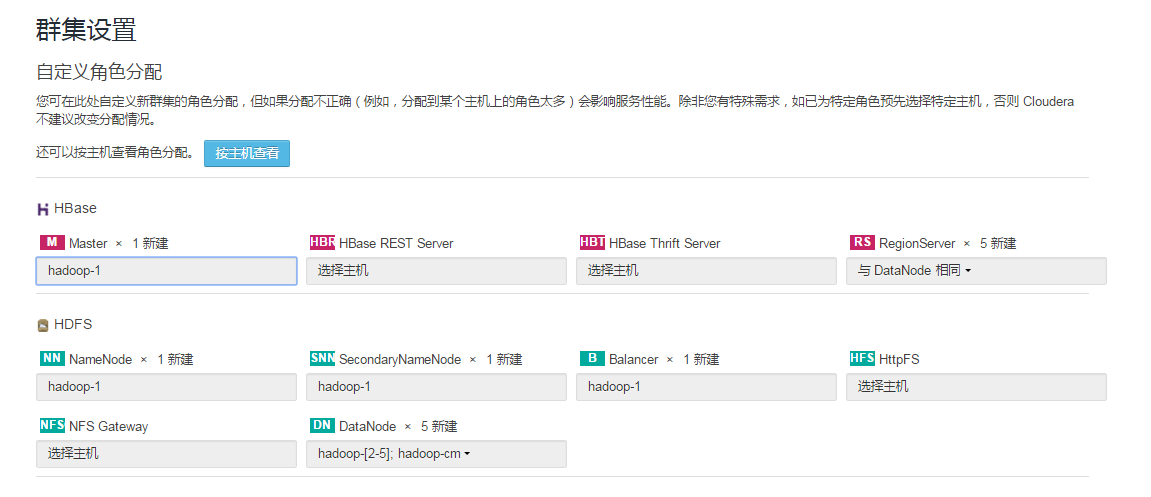 群集设置
自定义角色分配
您可在此处自定义新群集的角色分配，但如果分配不正确（例如，分配到某个主机上的角色太多）会影响服务性能。除非您有特殊需求，如已为特定角色预先选择特定主机，否则 Cloudera
不建议改变分配情况。
还可以按主机查看角色分配。 按主机查看
HBase
M Master × 1 新建 HBR HBase REST Server HBT HBase Thrift Server RS RegionServer × 5 新建
hadoop-1 选择主机 选择主机 与 DataNode 相同
HDFS
NN NameNode × 1 新建 SNN SecondaryNameNode × 1 新建 B Balancer × 1 新建 HFS HttpFS
hadoop-1 hadoop-1 hadoop-1 选择主机
NFS NFS Gateway DN DataNode × 5 新建
选择主机 hadoop-[2-5]; hadoop-cm